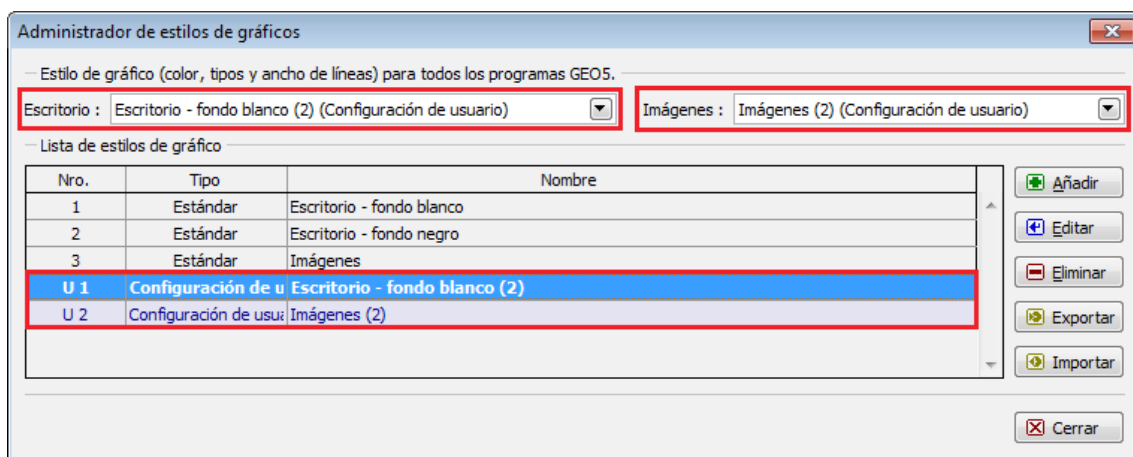 Administrador de estilos de gráficos
Estilo de gráfico (color, tipos y ancho de líneas) para todos los programas GEO5.
Escritorio : Escritorio - fondo blanco (2) (Configuración de usuario) Imágenes : Imágenes (2) (Configuración de usuario)
Lista de estilos de gráfico
Nro. Tipo Nombre
1 Estándar Escritorio - fondo blanco
2 Estándar Escritorio - fondo negro
3 Estándar Imágenes
U 1 Configuración de u Escritorio - fondo blanco (2)
U 2 Configuración de usua Imágenes (2)
Añadir
Editar
Eliminar
Exportar
Importar
Cerrar